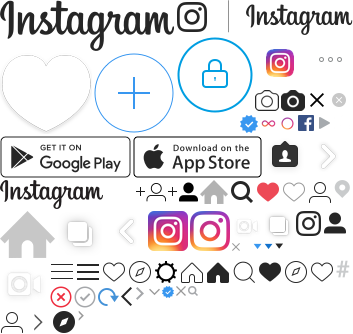 Instagram
Instagram
GET IT ON
Google Play
Download on the
App Store
Instagram
#